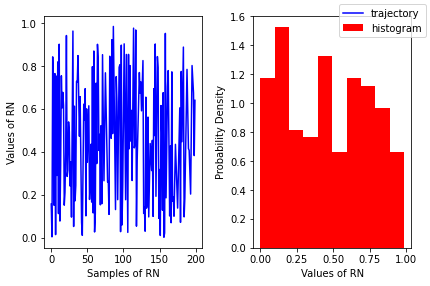 trajectory
histogram
Values of RN
1.0
0.8
0.6
0.4
0.2
0.0
0 50 100 150 200
Samples of RN
Probability Density
1.6
1.4
1.2
1.0
0.8
0.6
0.4
0.2
0.0
0.00 0.25 0.50 0.75 1.00
Values of RN